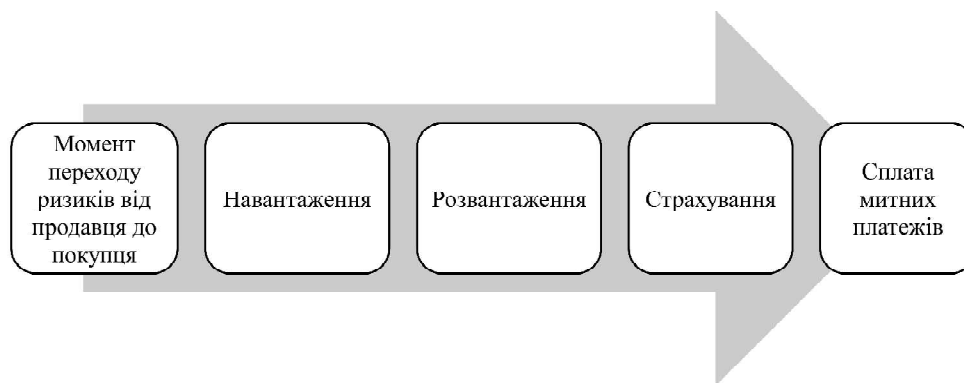 Момент
переходу
ризиків від
продавця до
покупця
Навантаження
Розвантаження
Страхування
Сплата
митних
платежів